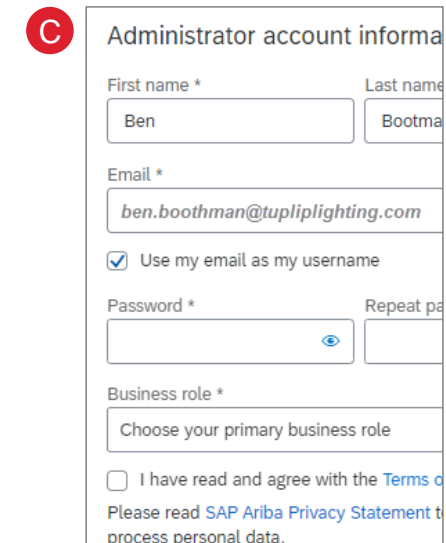 C
Administrator account informa
First name * Last name
Ben Bootma
Email *
ben.boothman@tupliplighting.com
Use my email as my username
Password * Repeat pa
Business role *
Choose your primary business role
I have read and agree with the Terms o
Please read SAP Ariba Privacy Statement t
process personal data.